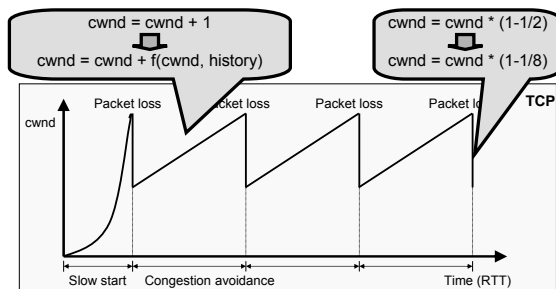 cwnd = cwnd + 1
cwnd = cwnd + f(cwnd, history)
cwnd = cwnd * (1-1/2)
cwnd = cwnd * (1-1/8)
Packet loss
cket loss
Packet loss
Packet
TCP
cwnd
Slow start
Congestion avoidance
Time (RTT)